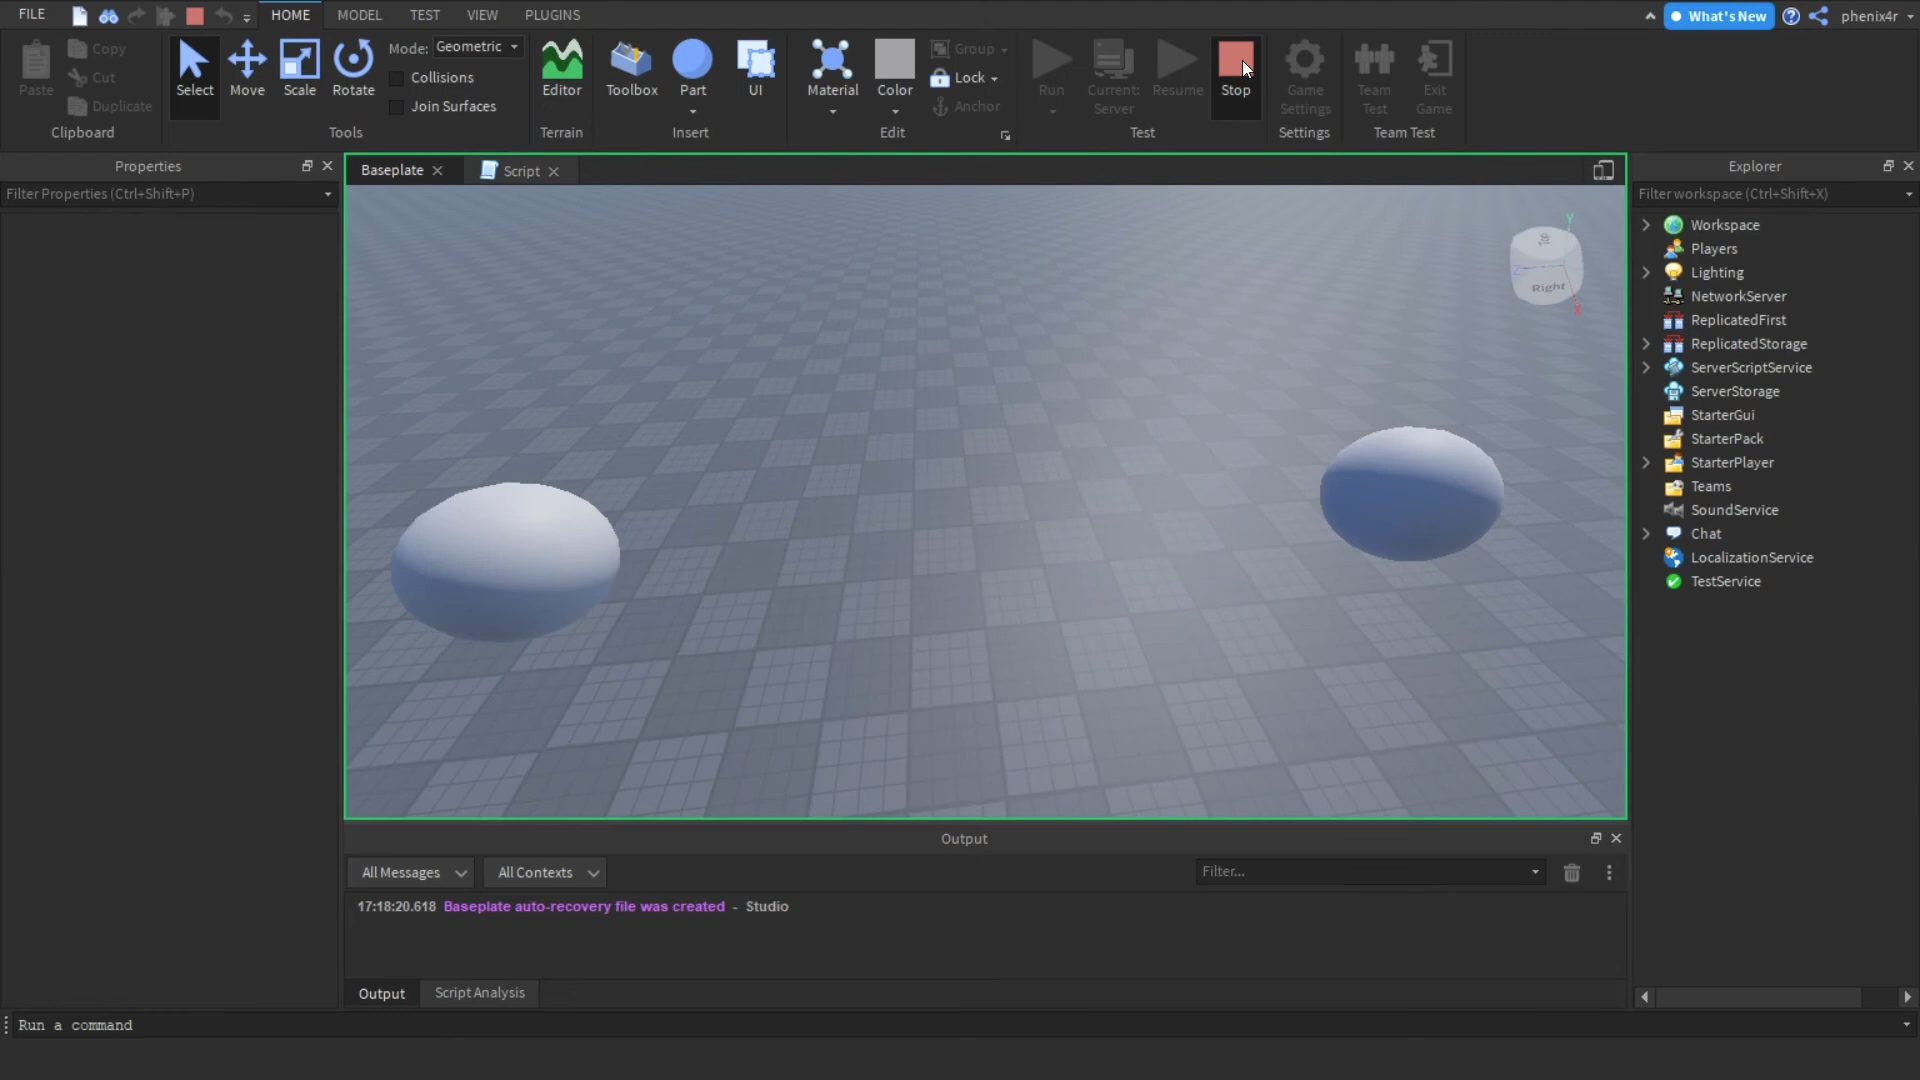 FILE
HOME
MODEL
TEST
VIEW
PLUGINS
What's New
phenix4r
Paste
Copy
Cut
Duplicate
Clipboard
Select
Move
Scale
Rotate
Mode: Geometric
Collisions
Join Surfaces
Tools
Editor
Terrain
Toolbox
Part
UI
Insert
Material
Color
Group
Lock
Anchor
Edit
Run
Current:
Server
Resume
Stop
Test
Game
Settings
Settings
Team
Test
Exit
Game
Team Test
Properties
Filter Properties (Ctrl+Shift+P)
Baseplate
Script
Y
Z
Right
X
Explorer
Filter workspace (Ctrl+Shift+X)
Workspace
Players
Lighting
NetworkServer
ReplicatedFirst
ReplicatedStorage
ServerScriptService
ServerStorage
StarterGui
StarterPack
StarterPlayer
Teams
SoundService
Chat
LocalizationService
TestService
Output
All Messages
All Contexts
Filter...
17:18:20.618 Baseplate auto-recovery file was created - Studio
Output
Script Analysis
Run a command